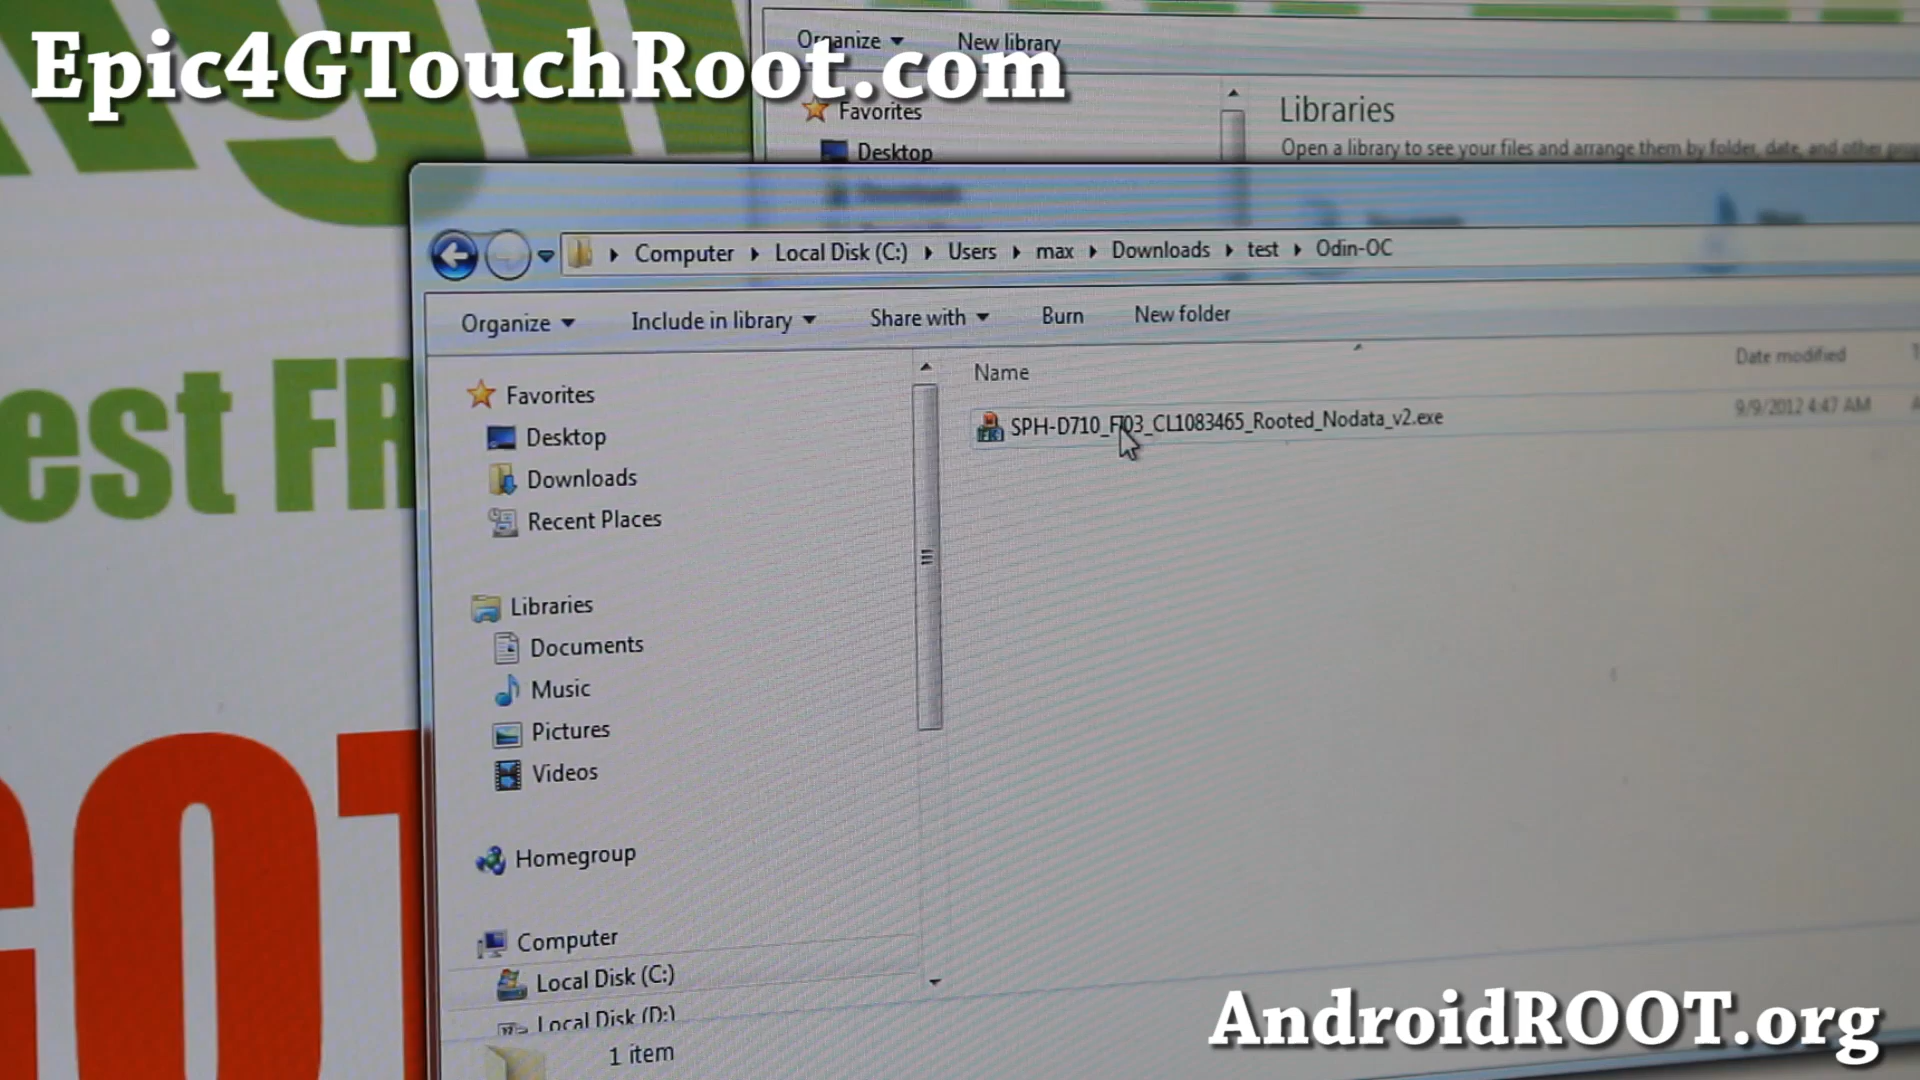 Epic4GTouchRoot.com
Organize
New library
Favorites
Desktop
Libraries
Open a library to see your files and arrange them by folder, date, and other
Computer Local Disk (C:) Users max Downloads test Odin-OC
Organize Include in library Share with Burn New folder
Name
Date modified
SPH-D710_FI03_CL1083465_Rooted_Nodata_v2.exe
9/9/2012 4:47 AM
Favorites
Desktop
Downloads
Recent Places
Libraries
Documents
Music
Pictures
Videos
Homegroup
Computer
Local Disk (C:)
Local Disk (D:)
1 item
est FR
AndroidROOT.org